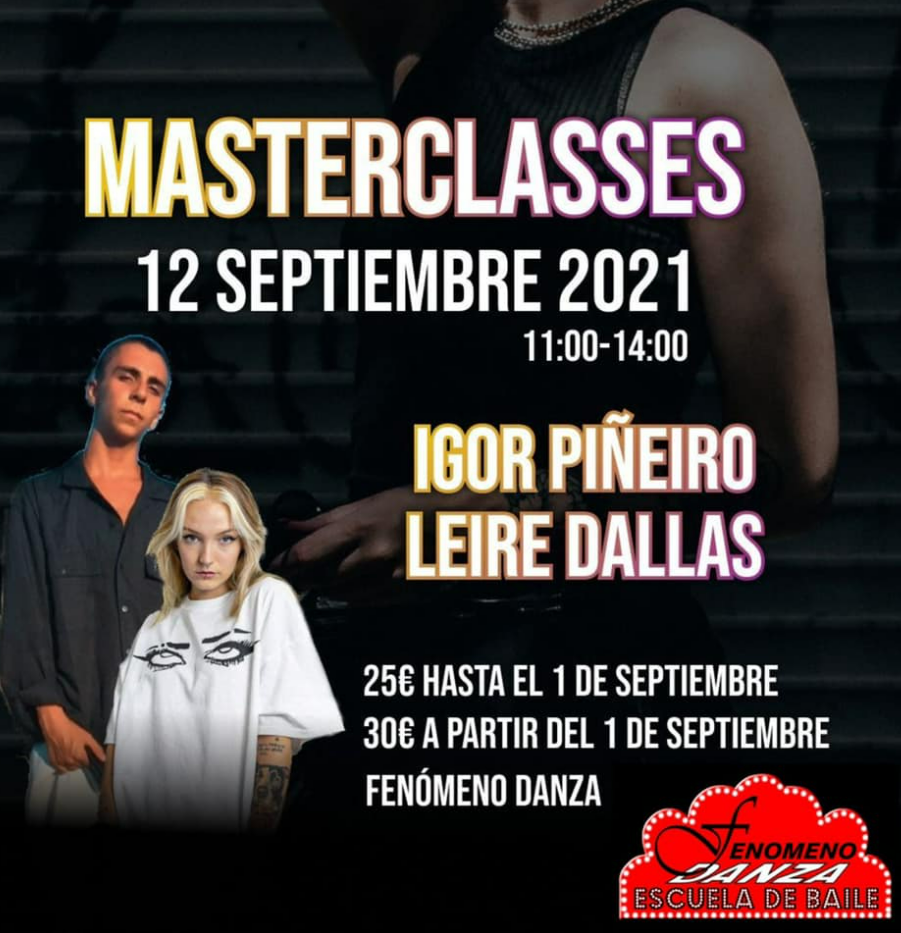 MASTERCLASSES
12 SEPTIEMBRE 2021
11:00-14:00
IGOR PIÑEIRO
LEIRE DALLAS
25€ HASTA EL 1 DE SEPTIEMBRE
30€ A PARTIR DEL 1 DE SEPTIEMBRE
FENÓMENO DANZA
FENOMENO
DANZA
ESCUELA DE BAILE